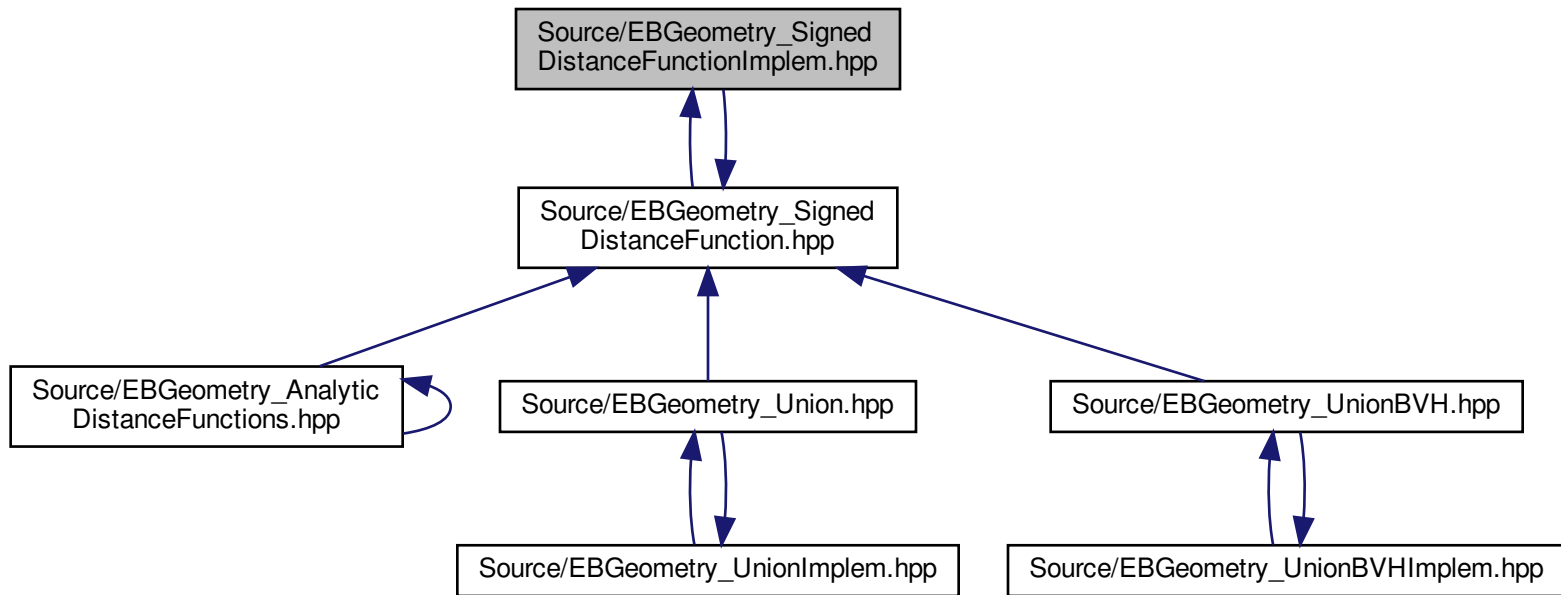 Source/EBGeometry_Signed
DistanceFunctionImplem.hpp
Source/EBGeometry_Signed
DistanceFunction.hpp
Source/EBGeometry_Analytic
DistanceFunctions.hpp
Source/EBGeometry_Union.hpp
Source/EBGeometry_UnionBVH.hpp
Source/EBGeometry_UnionImplem.hpp
Source/EBGeometry_UnionBVHImplem.hpp